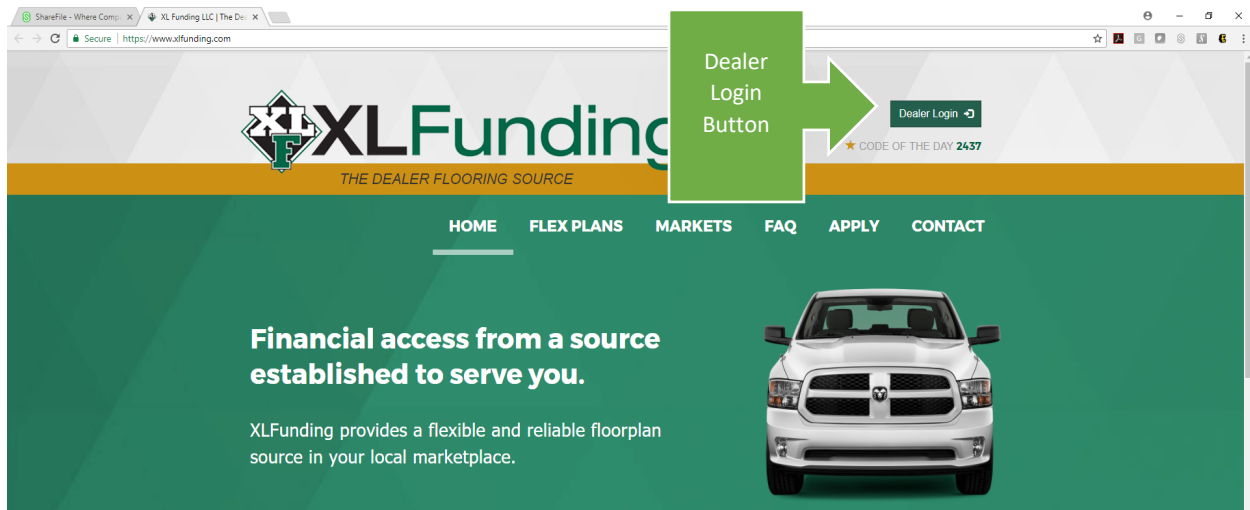 ShareFile - Where Comp
XL Funding LLC | The Dea
Secure | https://www.xlfunding.com
Dealer
Login
Button
Dealer Login
XLF
XLFunding
CODE OF THE DAY 2437
THE DEALER FLOORING SOURCE
HOME FLEX PLANS MARKETS FAQ APPLY CONTACT
Financial access from a source
established to serve you.
XLFunding provides a flexible and reliable floorplan
source in your local marketplace.